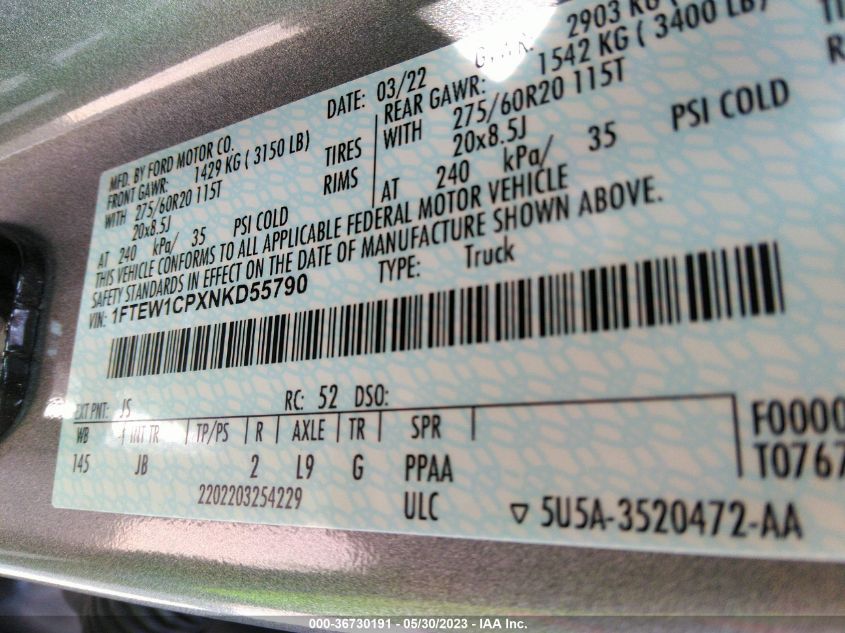 MFD. BY FORD MOTOR CO.
DATE: 03/22
GVWR: 2903 KG
FRONT GAWR: 1429 KG ( 3150 LB)
REAR GAWR: 1542 KG ( 3400 LB)
WITH 275/60R20 115T TIRES
WITH 275/60R20 115T
20x8.5J RIMS
20x8.5J
AT 240 kPa/ 35 PSI COLD
AT 240 kPa/ 35 PSI COLD
THIS VEHICLE CONFORMS TO ALL APPLICABLE FEDERAL MOTOR VEHICLE
SAFETY STANDARDS IN EFFECT ON THE DATE OF MANUFACTURE SHOWN ABOVE.
VIN: 1FTEW1CPXNKD55790
TYPE: Truck
EXT PNT: JS RC: 52 DSO:
WB INT TR TP/PS R AXLE TR SPR
145 JB 2 L9 G PPAA
F0000
T0767
2202203254229 ULC
▽ 5U5A-3520472-AA
000-36730191 - 05/30/2023 - IAA Inc.